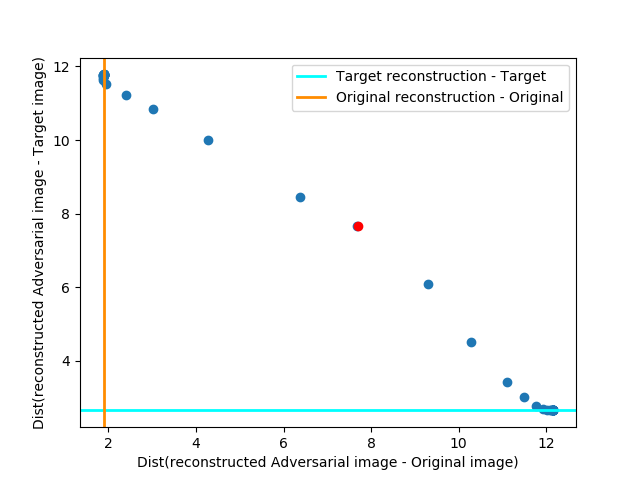 Target reconstruction - Target
Original reconstruction - Original
12
10
8
6
4
2 4 6 8 10 12
Dist(reconstructed Adversarial image - Target image)
Dist(reconstructed Adversarial image - Original image)